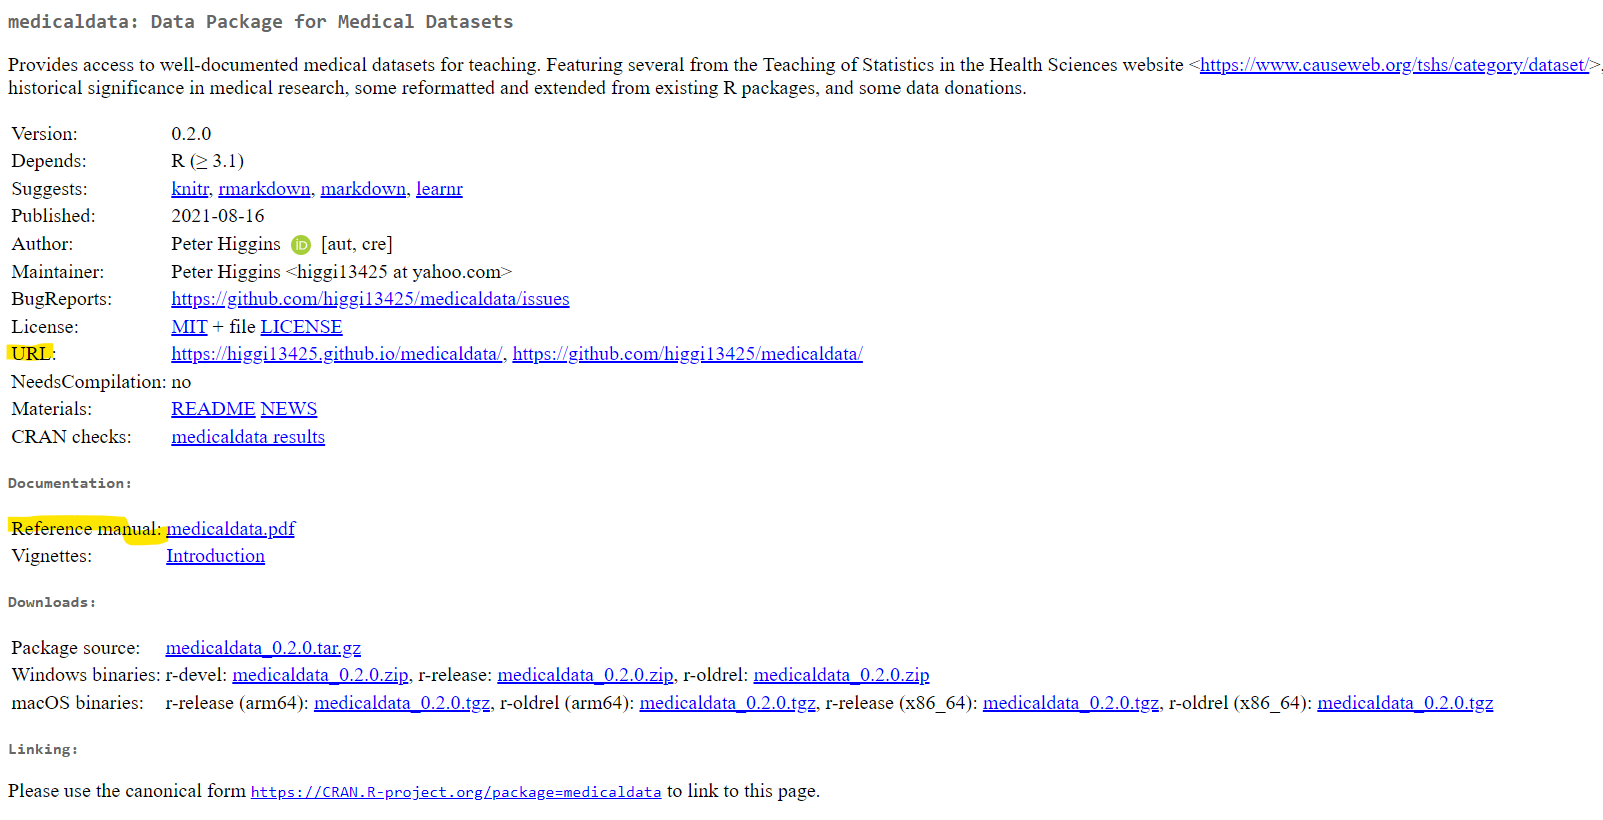 medicaldata: Data Package for Medical Datasets
Provides access to well-documented medical datasets for teaching. Featuring several from the Teaching of Statistics in the Health Sciences website <https://www.causeweb.org/tshs/category/dataset/>,
historical significance in medical research, some reformatted and extended from existing R packages, and some data donations.
Version: 0.2.0
Depends: R (≥ 3.1)
Suggests: knitr, rmarkdown, markdown, learnr
Published: 2021-08-16
Author: Peter Higgins iD [aut, cre]
Maintainer: Peter Higgins <higgi13425 at yahoo.com>
BugReports: https://github.com/higgi13425/medicaldata/issues
License: MIT + file LICENSE
URL: https://higgi13425.github.io/medicaldata/, https://github.com/higgi13425/medicaldata/
NeedsCompilation: no
Materials: README NEWS
CRAN checks: medicaldata results
Documentation:
Reference manual: medicaldata.pdf
Vignettes: Introduction
Downloads:
Package source: medicaldata_0.2.0.tar.gz
Windows binaries: r-devel: medicaldata_0.2.0.zip, r-release: medicaldata_0.2.0.zip, r-oldrel: medicaldata_0.2.0.zip
macOS binaries: r-release (arm64): medicaldata_0.2.0.tgz, r-oldrel (arm64): medicaldata_0.2.0.tgz, r-release (x86_64): medicaldata_0.2.0.tgz, r-oldrel (x86_64): medicaldata_0.2.0.tgz
Linking:
Please use the canonical form https://CRAN.R-project.org/package=medicaldata to link to this page.